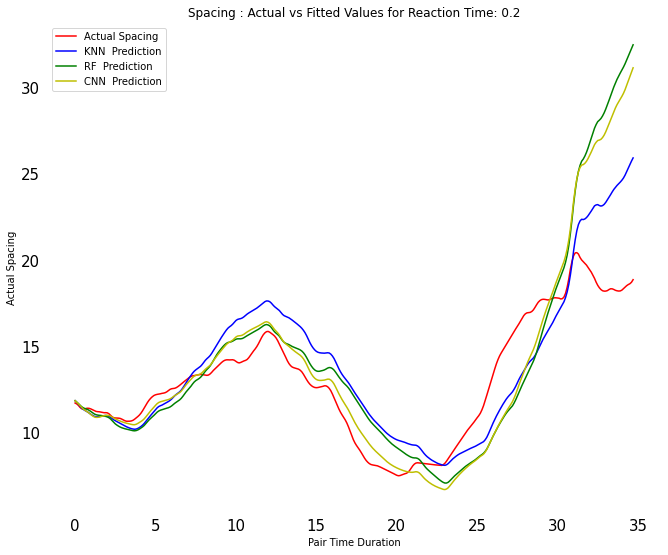 Spacing : Actual vs Fitted Values for Reaction Time: 0.2
Actual Spacing
KNN  Prediction
RF  Prediction
CNN  Prediction
30
25
20
15
10
Actual Spacing
0 5 10 15 20 25 30 35
Pair Time Duration